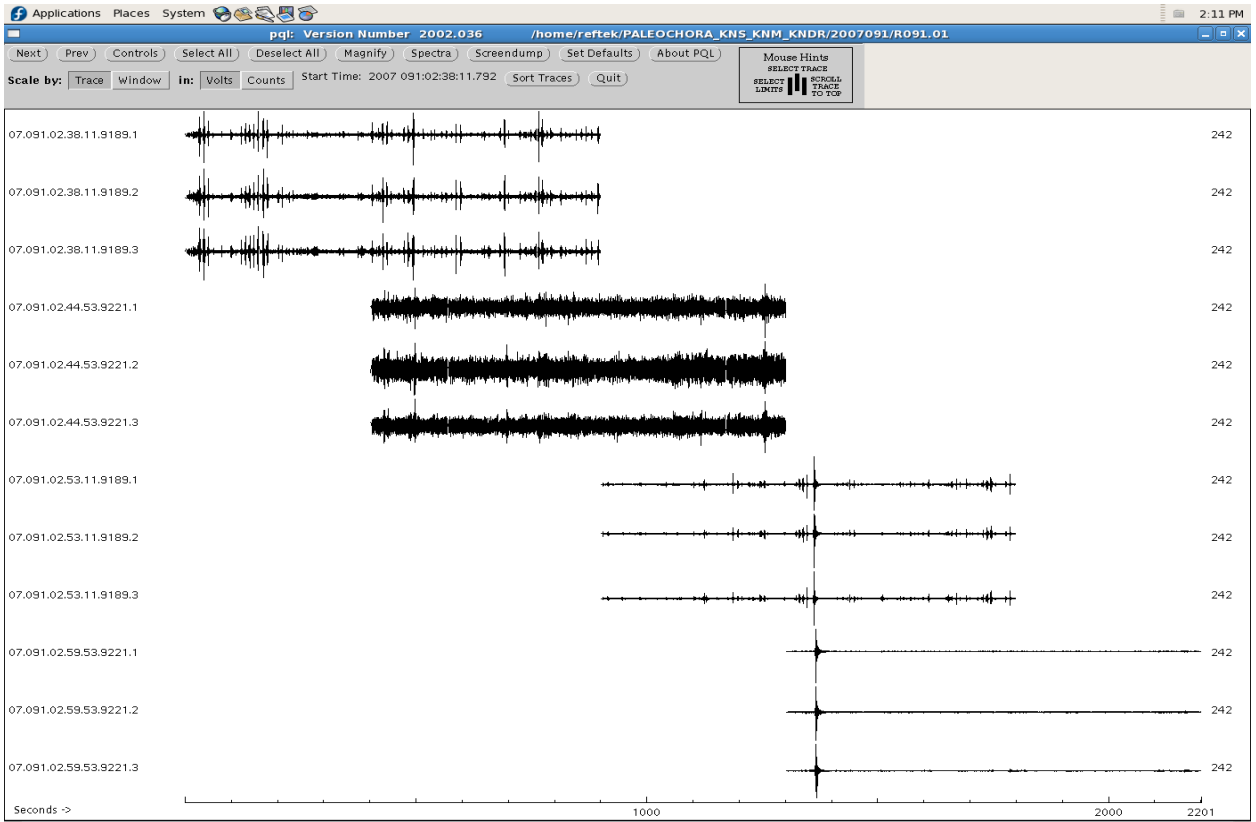 Applications Places System 2:11 PM
pql: Version Number 2002.036 /home/reftek/PALEOCHORA_KNS_KNM_KNDR/2007091/R091.01
Next Prev Controls Select All Deselect All Magnify Spectra Screendump Set Defaults About PQL
Scale by: Trace Window in: Volts Counts Start Time: 2007 091:02:38:11.792 Sort Traces Quit
Mouse Hints
SELECT TRACE
SELECT LIMITS
SCROLL TRACE TO TOP
07.091.02.38.11.9189.1 242
07.091.02.38.11.9189.2 242
07.091.02.38.11.9189.3 242
07.091.02.44.53.9221.1 242
07.091.02.44.53.9221.2 242
07.091.02.44.53.9221.3 242
07.091.02.53.11.9189.1 242
07.091.02.53.11.9189.2 242
07.091.02.53.11.9189.3 242
07.091.02.59.53.9221.1 242
07.091.02.59.53.9221.2 242
07.091.02.59.53.9221.3 242
Seconds -> 1000 2000 2201